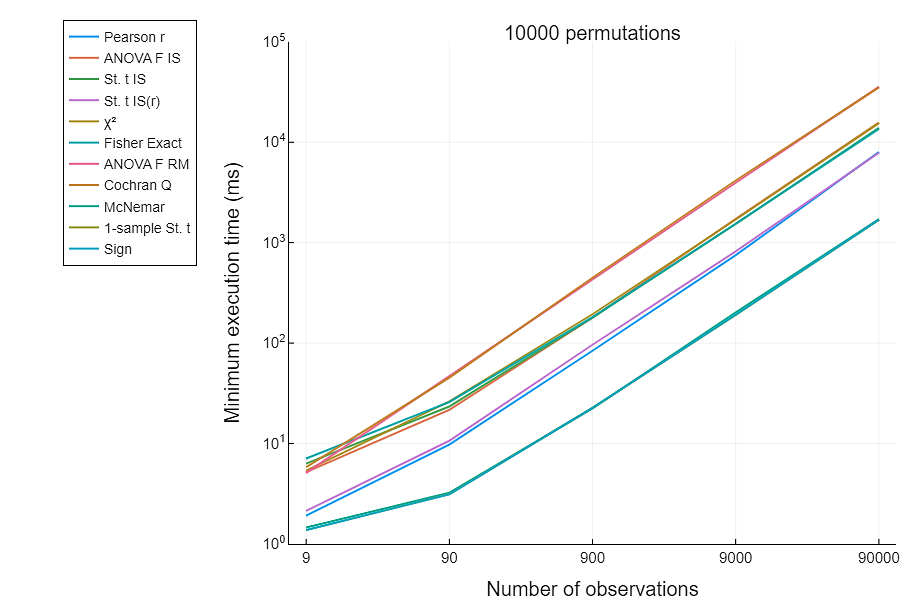 10000 permutations
Pearson r
ANOVA F IS
St. t IS
St. t IS(r)
χ²
Fisher Exact
ANOVA F RM
Cochran Q
McNemar
1-sample St. t
Sign
Minimum execution time (ms)
10⁵
10⁴
10³
10²
10¹
10⁰
9 90 900 9000 90000
Number of observations